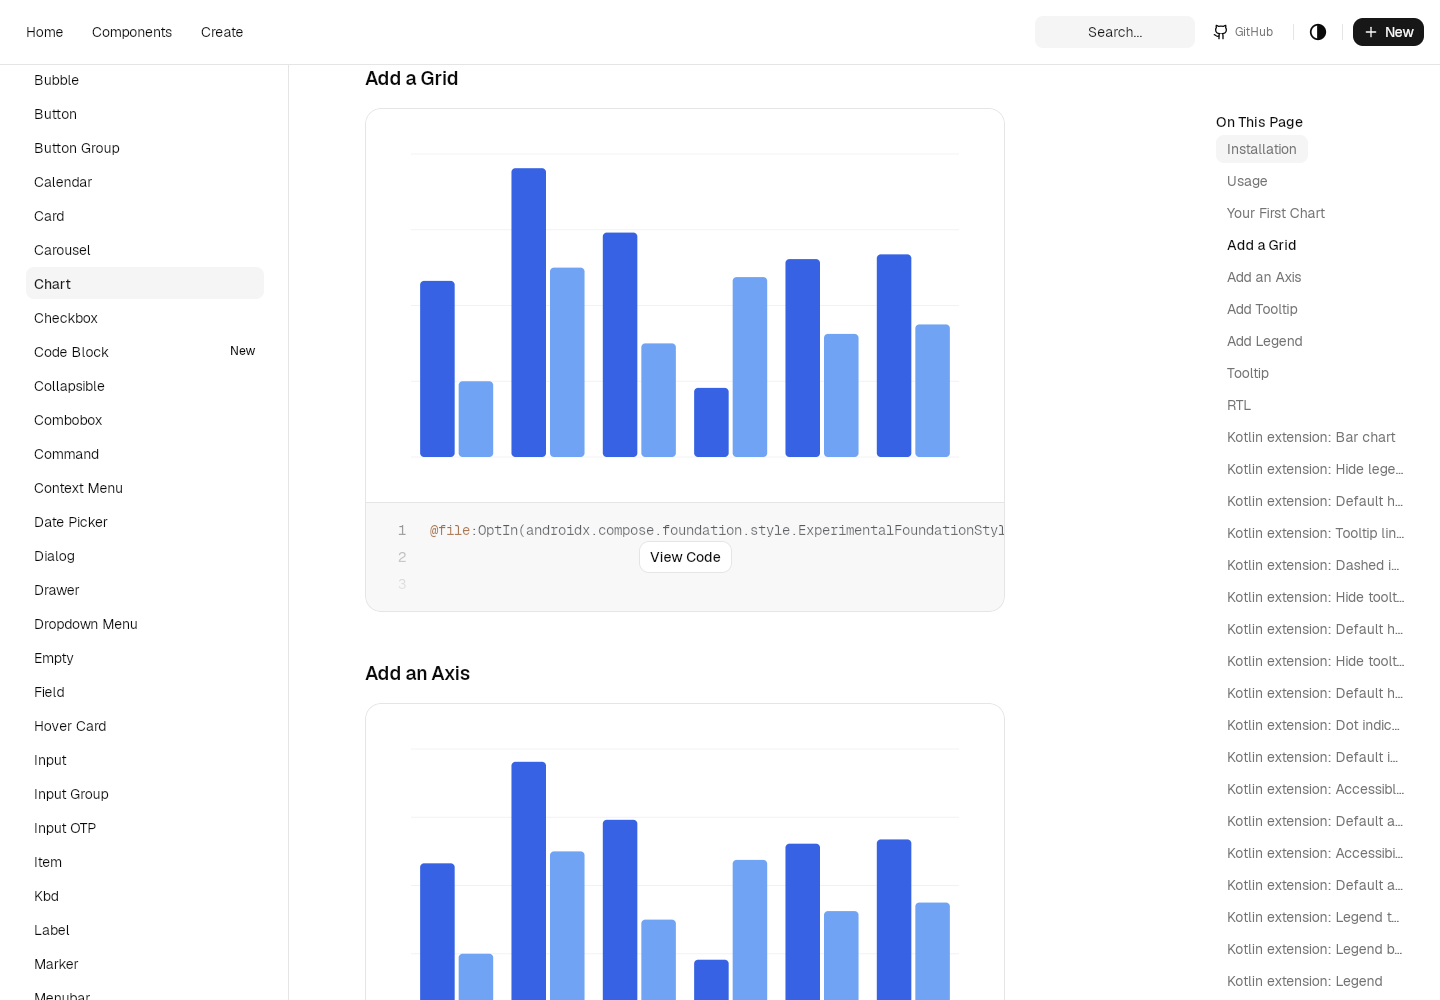 Home
Components
Create
Search...
GitHub
New
Bubble
Button
Button Group
Calendar
Card
Carousel
Chart
Checkbox
Code Block
New
Collapsible
Combobox
Command
Context Menu
Date Picker
Dialog
Drawer
Dropdown Menu
Empty
Field
Hover Card
Input
Input Group
Input OTP
Item
Kbd
Label
Marker
Menubar
Add a Grid
1 @file:OptIn(androidx.compose.foundation.style.ExperimentalFoundationStyl
2
3
View Code
Add an Axis
On This Page
Installation
Usage
Your First Chart
Add a Grid
Add an Axis
Add Tooltip
Add Legend
Tooltip
RTL
Kotlin extension: Bar chart
Kotlin extension: Hide lege...
Kotlin extension: Default h...
Kotlin extension: Tooltip lin...
Kotlin extension: Dashed i...
Kotlin extension: Hide toolt...
Kotlin extension: Default h...
Kotlin extension: Hide toolt...
Kotlin extension: Default h...
Kotlin extension: Dot indic...
Kotlin extension: Default i...
Kotlin extension: Accessibl...
Kotlin extension: Default a...
Kotlin extension: Accessibi...
Kotlin extension: Default a...
Kotlin extension: Legend t...
Kotlin extension: Legend b...
Kotlin extension: Legend